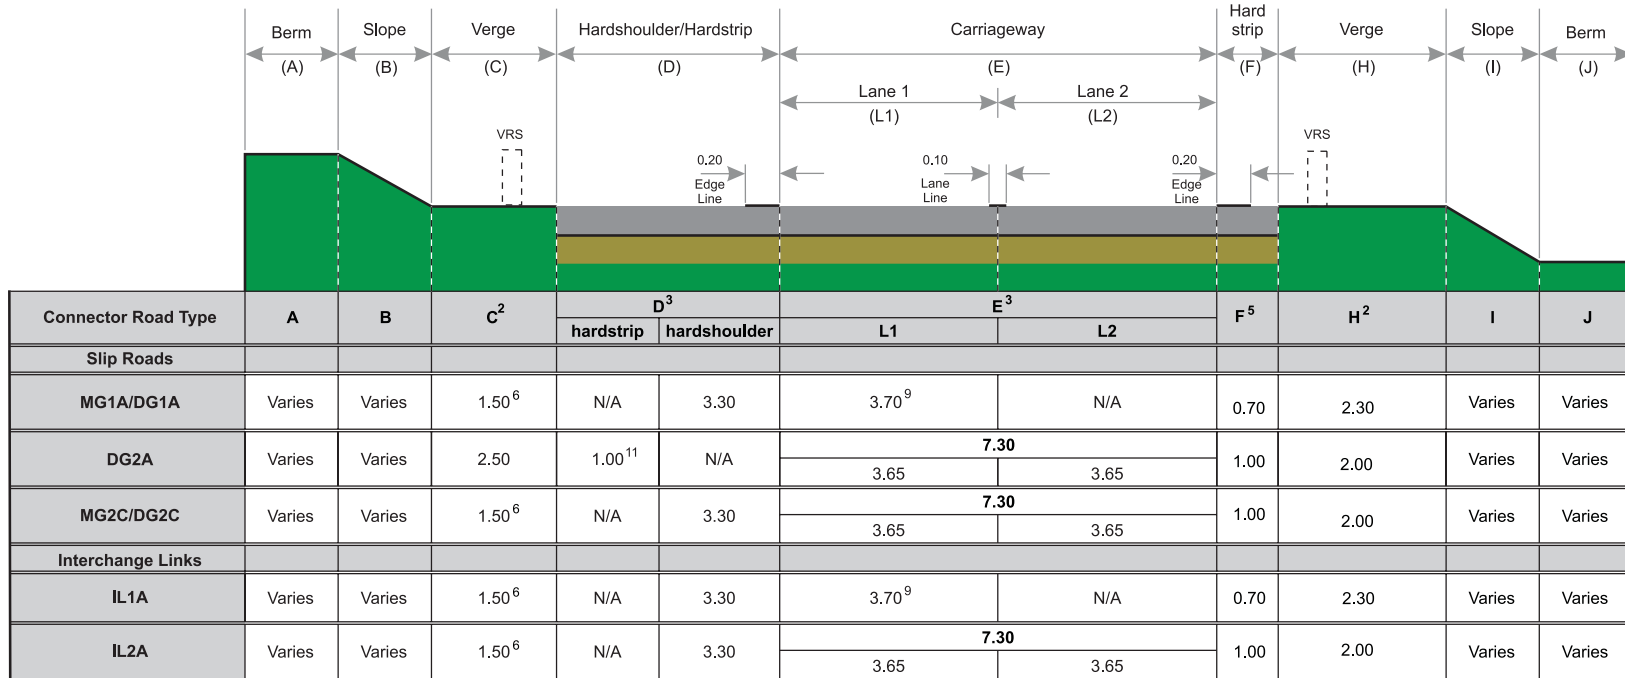 Berm Slope Verge Hardshoulder/Hardstrip Carriageway Hard strip Verge Slope Berm
(A) (B) (C) (D) (E) (F) (H) (I) (J)
Lane 1 Lane 2
(L1) (L2)
VRS VRS
0.20 Edge Line
0.10 Lane Line
0.20 Edge Line
Connector Road Type A B C² D³ E³ F⁵ H² I J
hardstrip hardshoulder L1 L2
Slip Roads
MG1A/DG1A Varies Varies 1.50⁶ N/A 3.30 3.70⁹ N/A 0.70 2.30 Varies Varies
7.30
DG2A Varies Varies 2.50 1.00¹¹ N/A 3.65 3.65 1.00 2.00 Varies Varies
7.30
MG2C/DG2C Varies Varies 1.50⁶ N/A 3.30 3.65 3.65 1.00 2.00 Varies Varies
Interchange Links
IL1A Varies Varies 1.50⁶ N/A 3.30 3.70⁹ N/A 0.70 2.30 Varies Varies
7.30
IL2A Varies Varies 1.50⁶ N/A 3.30 3.65 3.65 1.00 2.00 Varies Varies